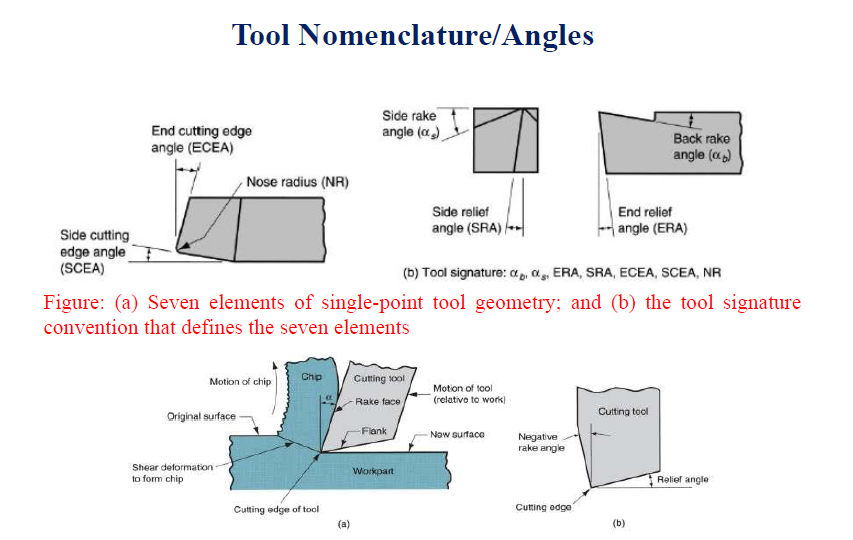 Tool Nomenclature/Angles
End cutting edge
angle (ECEA)
Nose radius (NR)
Side cutting
edge angle
(SCEA)
Side rake
angle (αs)
Back rake
angle (αb)
Side relief
angle (SRA)
End relief
angle (ERA)
(b) Tool signature: αb, αs, ERA, SRA, ECEA, SCEA, NR
Figure: (a) Seven elements of single-point tool geometry; and (b) the tool signature
convention that defines the seven elements
Motion of chip
Chip
Cutting tool
α
Rake face
Motion of tool
(relative to work)
Original surface
Flank
New surface
Shear deformation
to form chip
Workpart
Cutting edge of tool
(a)
Cutting tool
Negative
rake angle
Relief angle
Cutting edge
(b)